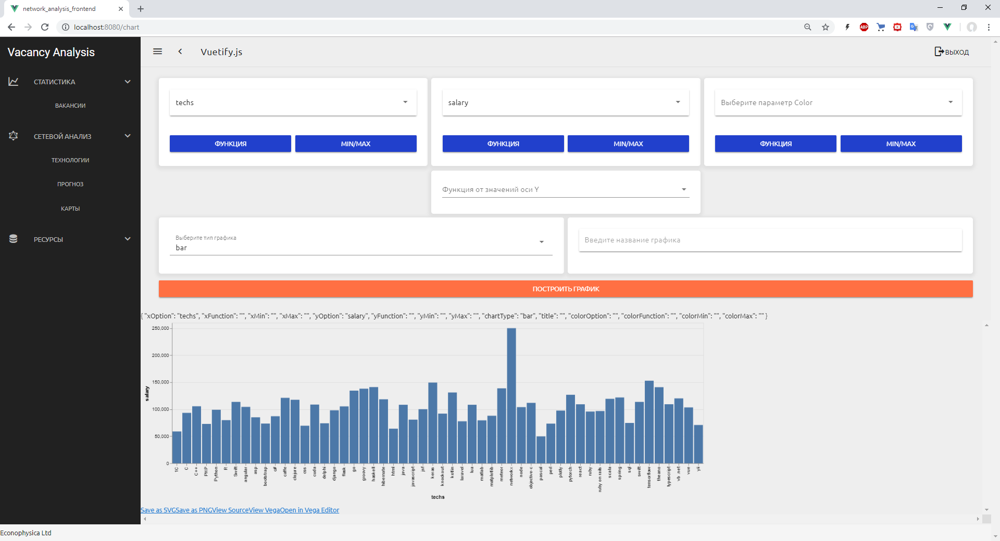 network_analysis_frontend
localhost:8080/chart
Vacancy Analysis
Vuetify.js
ВЫХОД
СТАТИСТИКА
ВАКАНСИИ
СЕТЕВОЙ АНАЛИЗ
ТЕХНОЛОГИИ
ПРОГНОЗ
КАРТЫ
РЕСУРСЫ
techs
salary
Выберите параметр Color
ФУНКЦИЯ MIN/MAX
ФУНКЦИЯ MIN/MAX
ФУНКЦИЯ MIN/MAX
Функция от значений оси Y
Выберите тип графика
bar
Введите название графика
ПОСТРОИТЬ ГРАФИК
{ "xOption": "techs", "xFunction": "", "xMin": "", "xMax": "", "yOption": "salary", "yFunction": "", "yMin": "", "yMax": "", "chartType": "bar", "title": "", "colorOption": "", "colorFunction": "", "colorMin": "", "colorMax": "" }
250,000
200,000
150,000
100,000
50,000
0
salary
1C
C
C++
PHP
Python
R
Swift
angular
asp
bootstrap
c#
caffe
clojure
css
cuda
delphi
django
flask
go
groovy
haskell
hibernate
html
java
javascript
jsf
keras
knockout
kotlin
laravel
lua
matlab
matplotlib
meteor
networkx
node
objective-c
pascal
perl
plotly
pytorch
react
ruby
ruby on rails
scala
spring
sql
swift
tensorflow
theano
typescript
vb .net
vue
yii
techs
Save as SVGSave as PNGView SourceView VegaOpen in Vega Editor
Econophysica Ltd